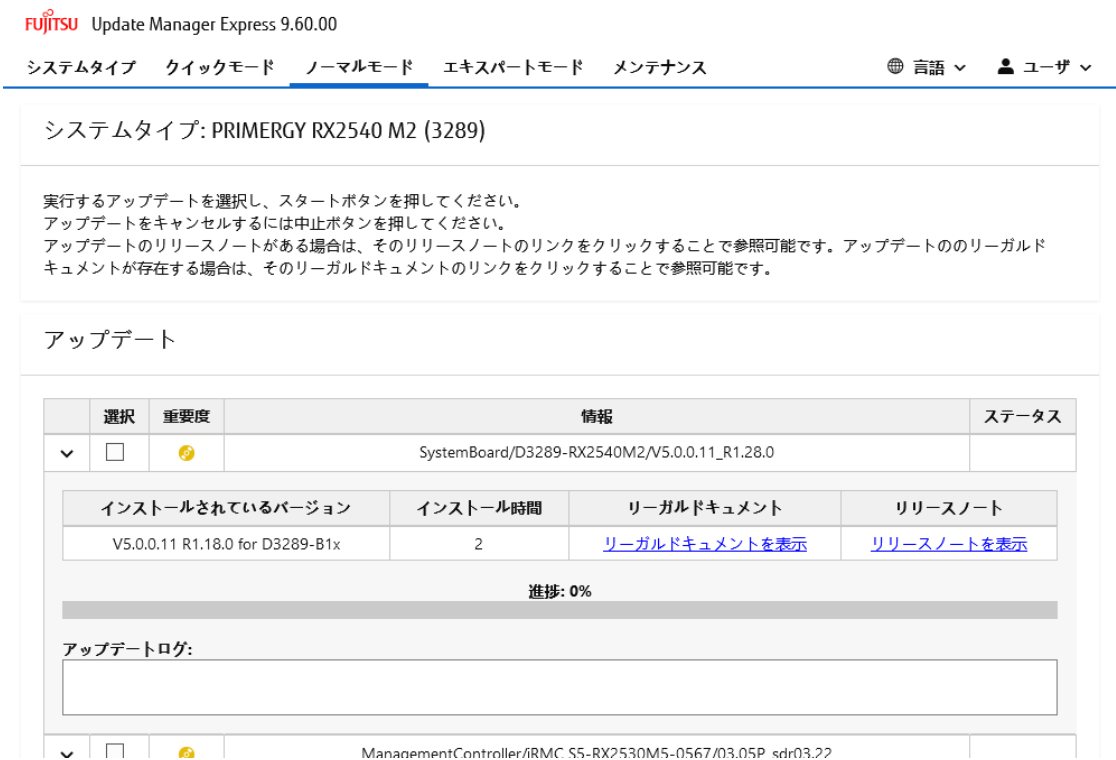 FUJITSU Update Manager Express 9.60.00
システムタイプ クイックモード ノーマルモード エキスパートモード メンテナンス 言語 ユーザ
システムタイプ: PRIMERGY RX2540 M2 (3289)
実行するアップデートを選択し、スタートボタンを押してください。
アップデートをキャンセルするには中止ボタンを押してください。
アップデートのリリースノートがある場合は、そのリリースノートのリンクをクリックすることで参照可能です。アップデートののリーガルド
キュメントが存在する場合は、そのリーガルドキュメントのリンクをクリックすることで参照可能です。
アップデート
選択 重要度 情報 ステータス
SystemBoard/D3289-RX2540M2/V5.0.0.11_R1.28.0
インストールされているバージョン インストール時間 リーガルドキュメント リリースノート
V5.0.0.11 R1.18.0 for D3289-B1x 2 リーガルドキュメントを表示 リリースノートを表示
進捗: 0%
アップデートログ:
ManagementController/iRMC S5-RX2530M5-0567/03.05P sdr03.22